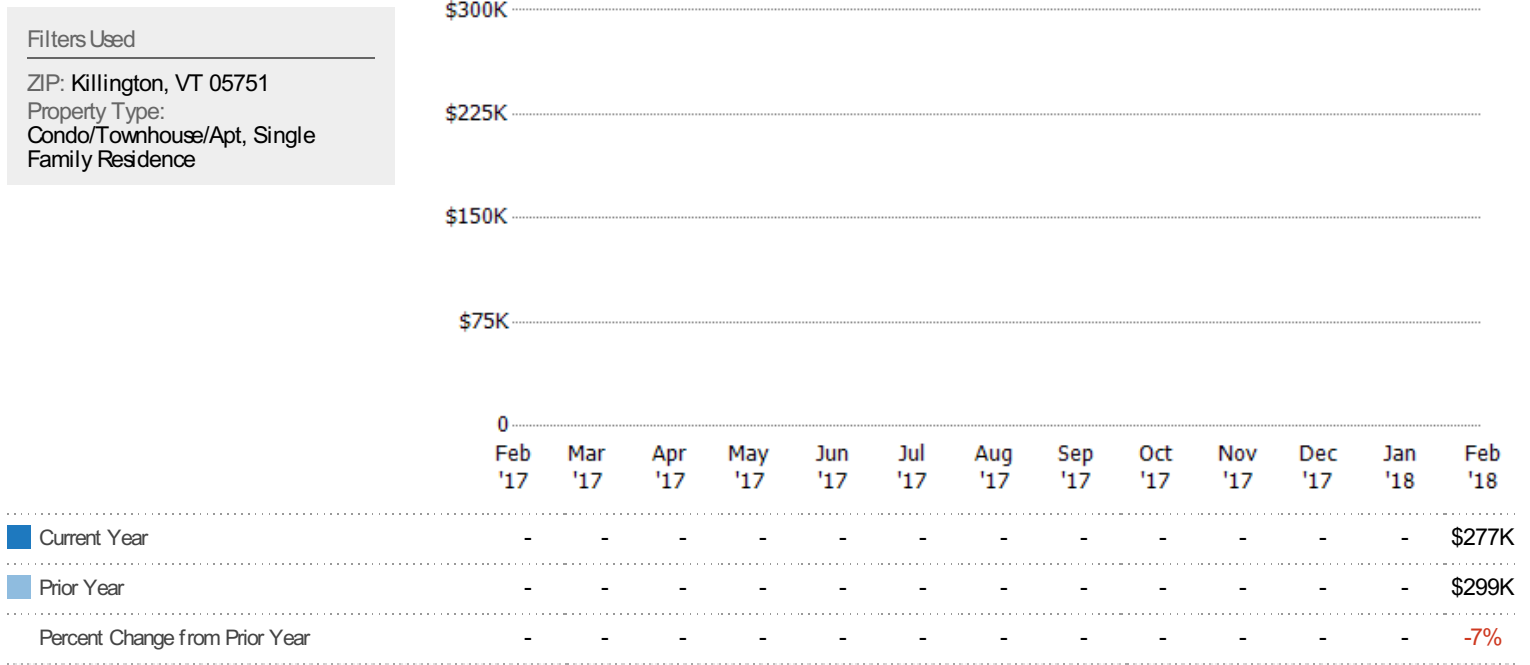 Filters Used
ZIP: Killington, VT 05751
Property Type:
Condo/Townhouse/Apt, Single
Family Residence
$300K
$225K
$150K
$75K
0
Feb Mar Apr May Jun Jul Aug Sep Oct Nov Dec Jan Feb
'17 '17 '17 '17 '17 '17 '17 '17 '17 '17 '17 '18 '18
Current Year - - - - - - - - - - - - $277K
Prior Year - - - - - - - - - - - - $299K
Percent Change from Prior Year - - - - - - - - - - - - -7%